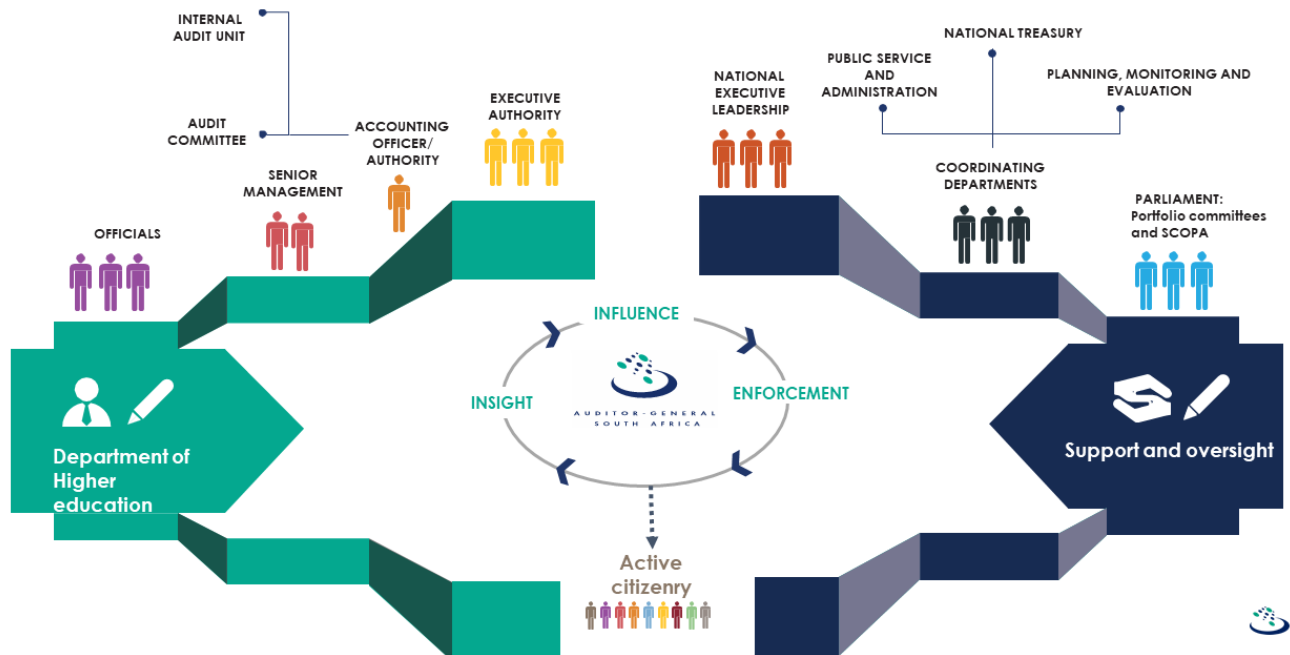 INTERNAL
AUDIT UNIT
AUDIT
COMMITTEE
ACCOUNTING
OFFICER/
AUTHORITY
EXECUTIVE
AUTHORITY
SENIOR
MANAGEMENT
OFFICIALS
NATIONAL
EXECUTIVE
LEADERSHIP
PUBLIC SERVICE
AND
ADMINISTRATION
NATIONAL TREASURY
PLANNING, MONITORING AND
EVALUATION
COORDINATING
DEPARTMENTS
PARLIAMENT:
Portfolio committees
and SCOPA
INFLUENCE
INSIGHT
ENFORCEMENT
AUDITOR-GENERAL
SOUTH AFRICA
Department of
Higher
education
Support and oversight
Active
citizenry